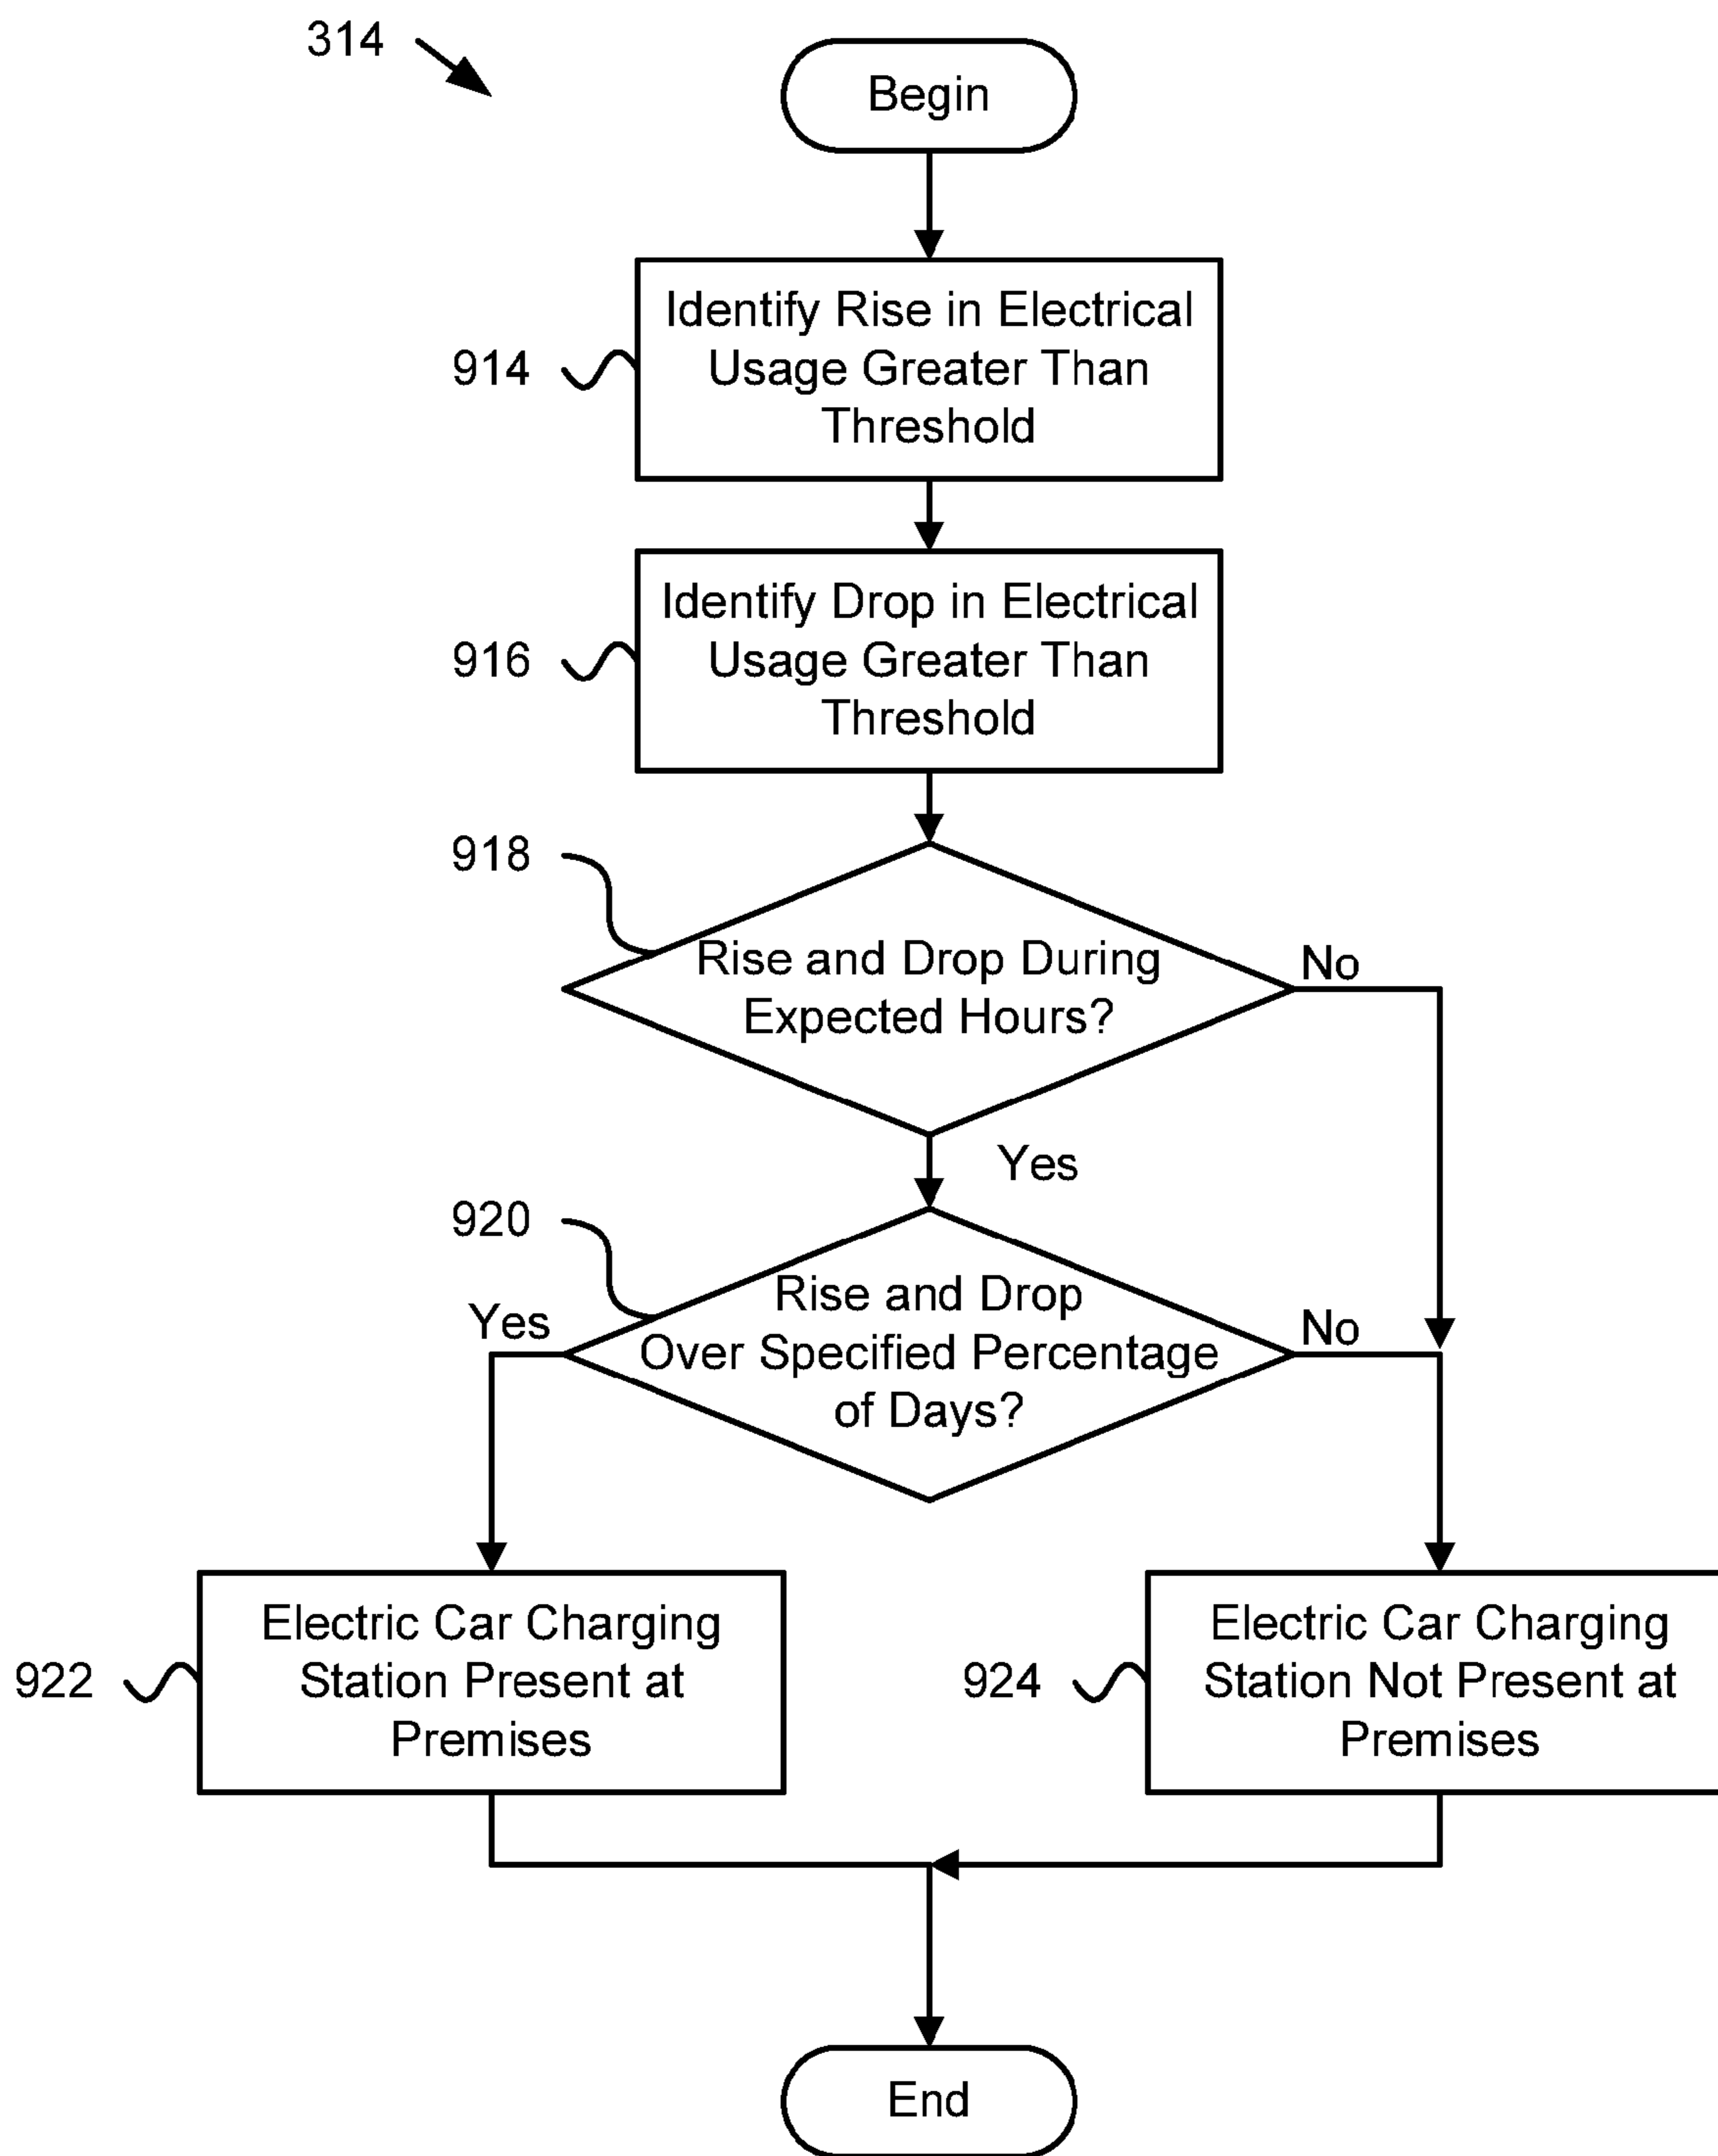 314
Begin
Identify Rise in Electrical
Usage Greater Than
Threshold
914
Identify Drop in Electrical
Usage Greater Than
Threshold
916
918
Rise and Drop During
Expected Hours?
No
Yes
920
Rise and Drop
Over Specified Percentage
of Days?
Yes
No
Electric Car Charging
Station Present at
Premises
922
Electric Car Charging
Station Not Present at
Premises
924
End